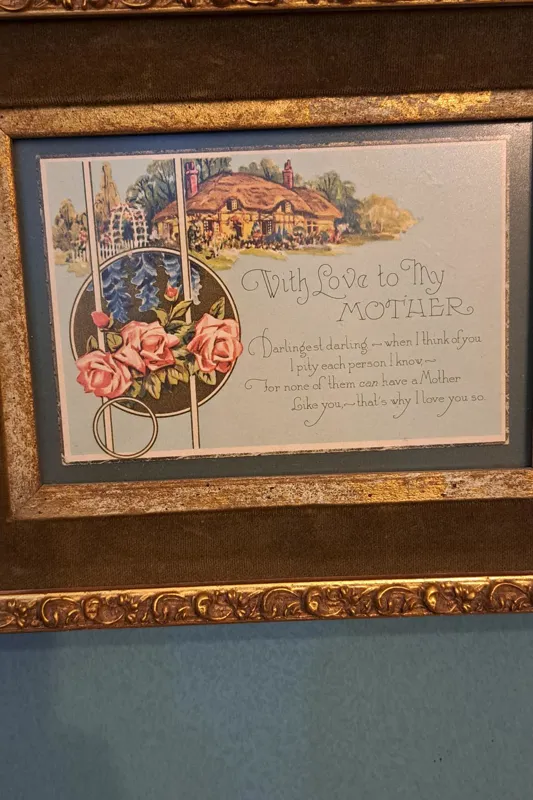 With Love to My
MOTHER
Darlingest darling — when I think of you
I pity each person I know, —
For none of them can have a Mother
Like you, — that's why I love you so.